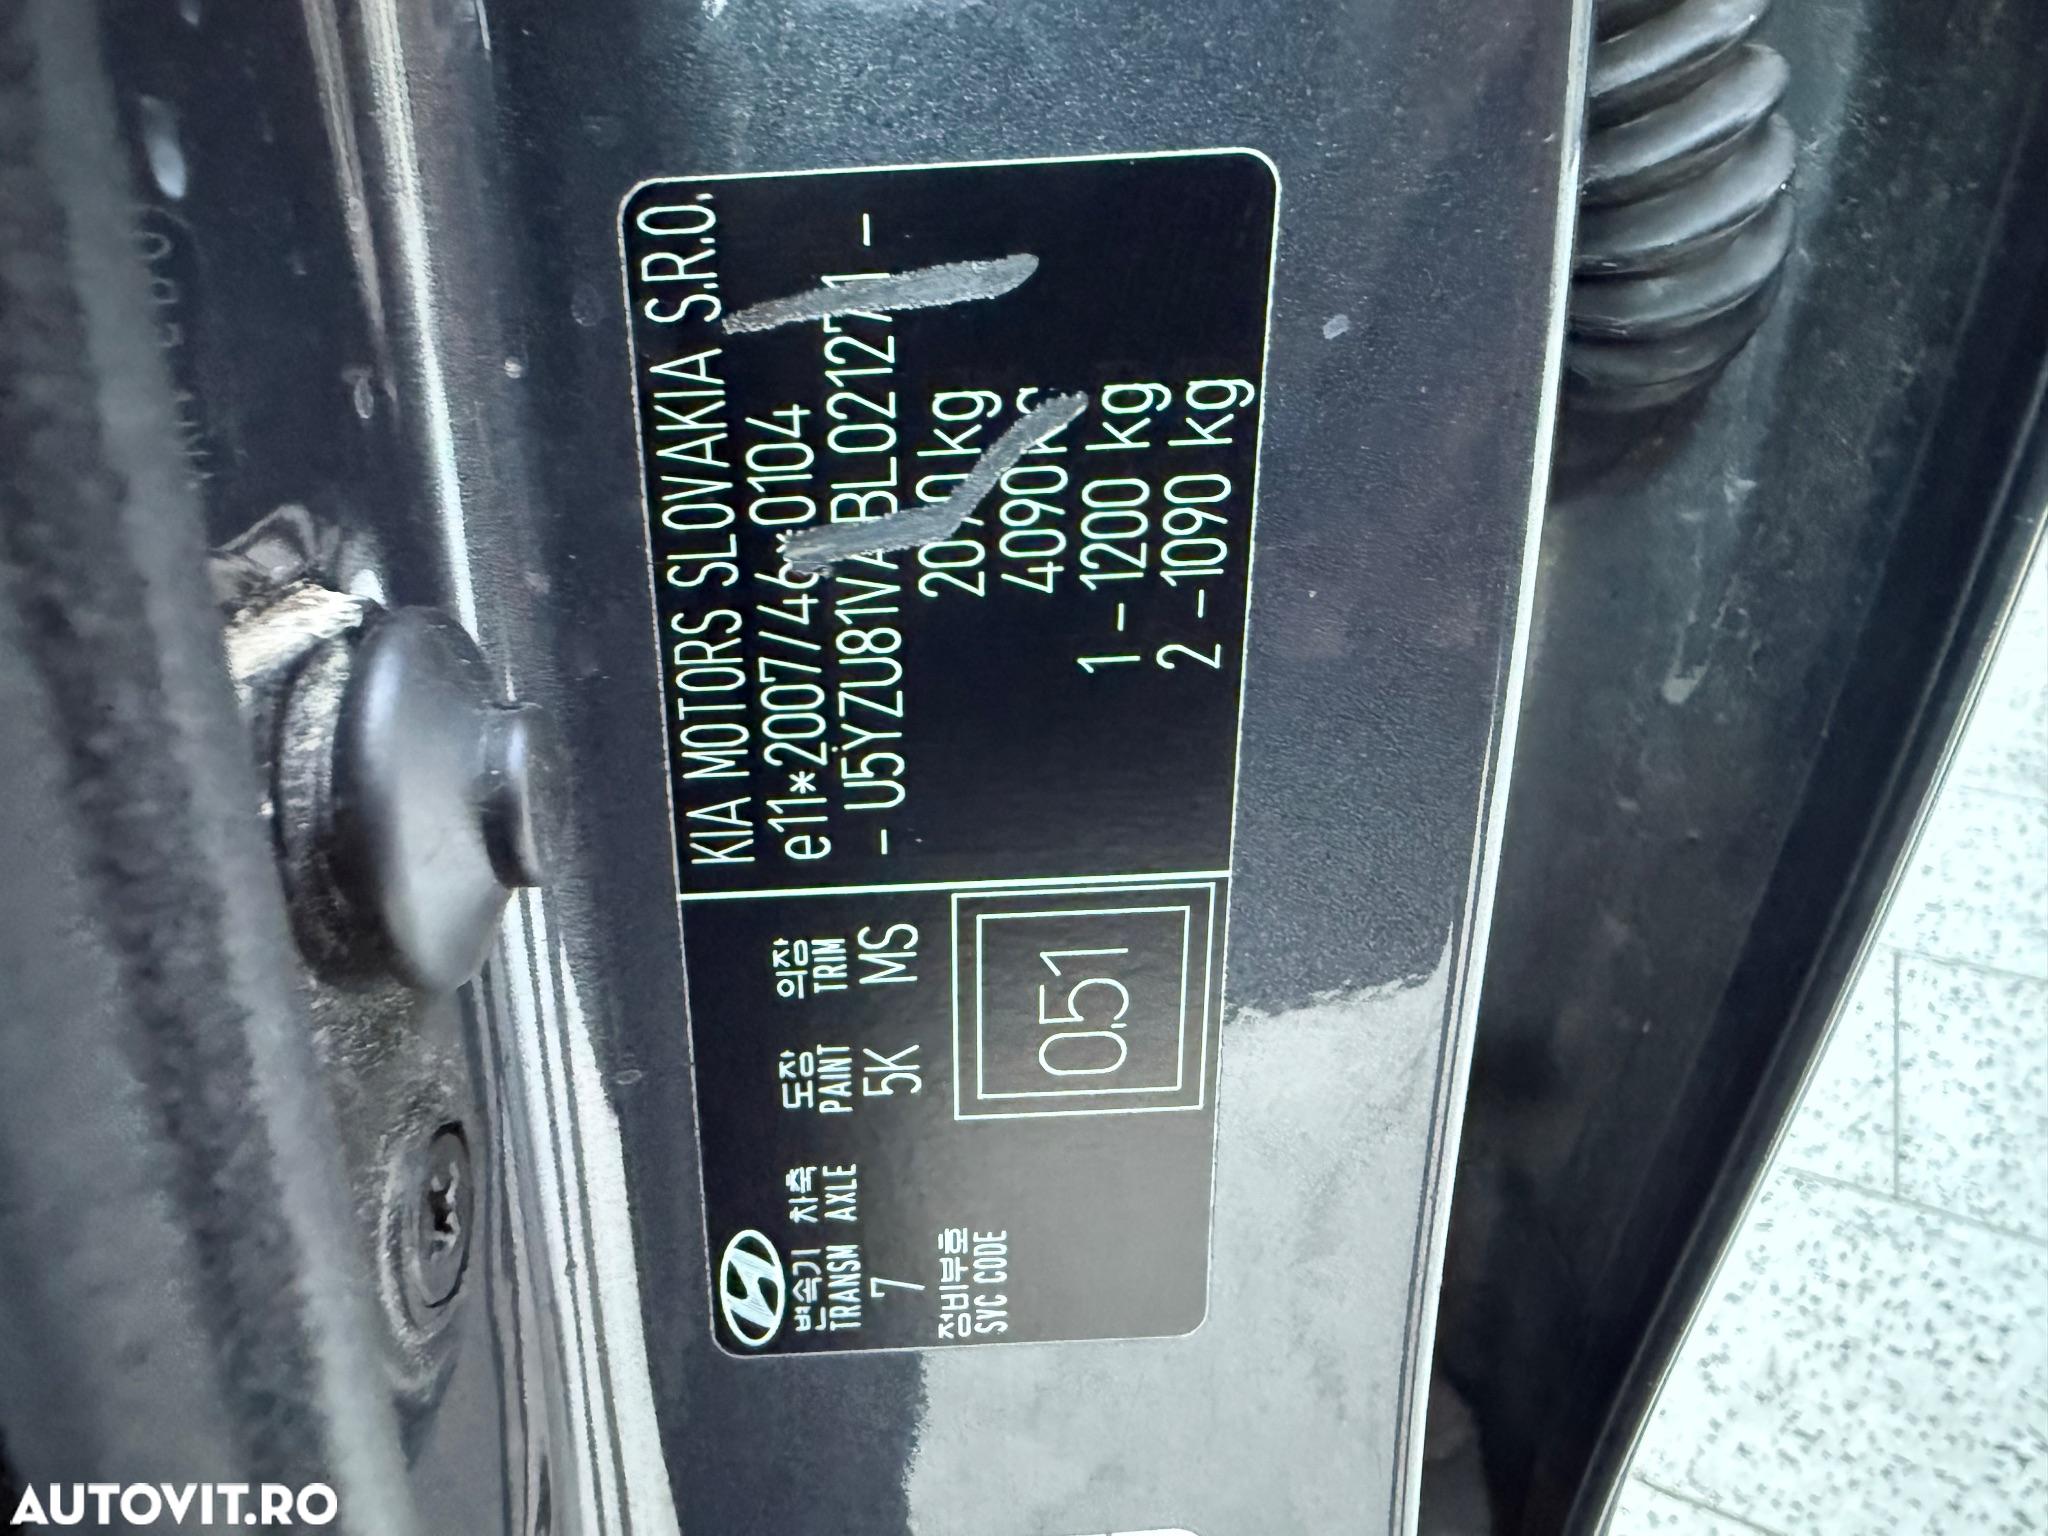 KIA MOTORS SLOVAKIA S.R.O.
e11*2007/46*0104
kg
4090kg
1 - 1200 kg
2 - 1090 kg
변속기 차축 도장 의장
TRANSM AXLE PAINT TRIM
7 5K MS
정비부호
SVC CODE
0,51
AUTOVIT.RO